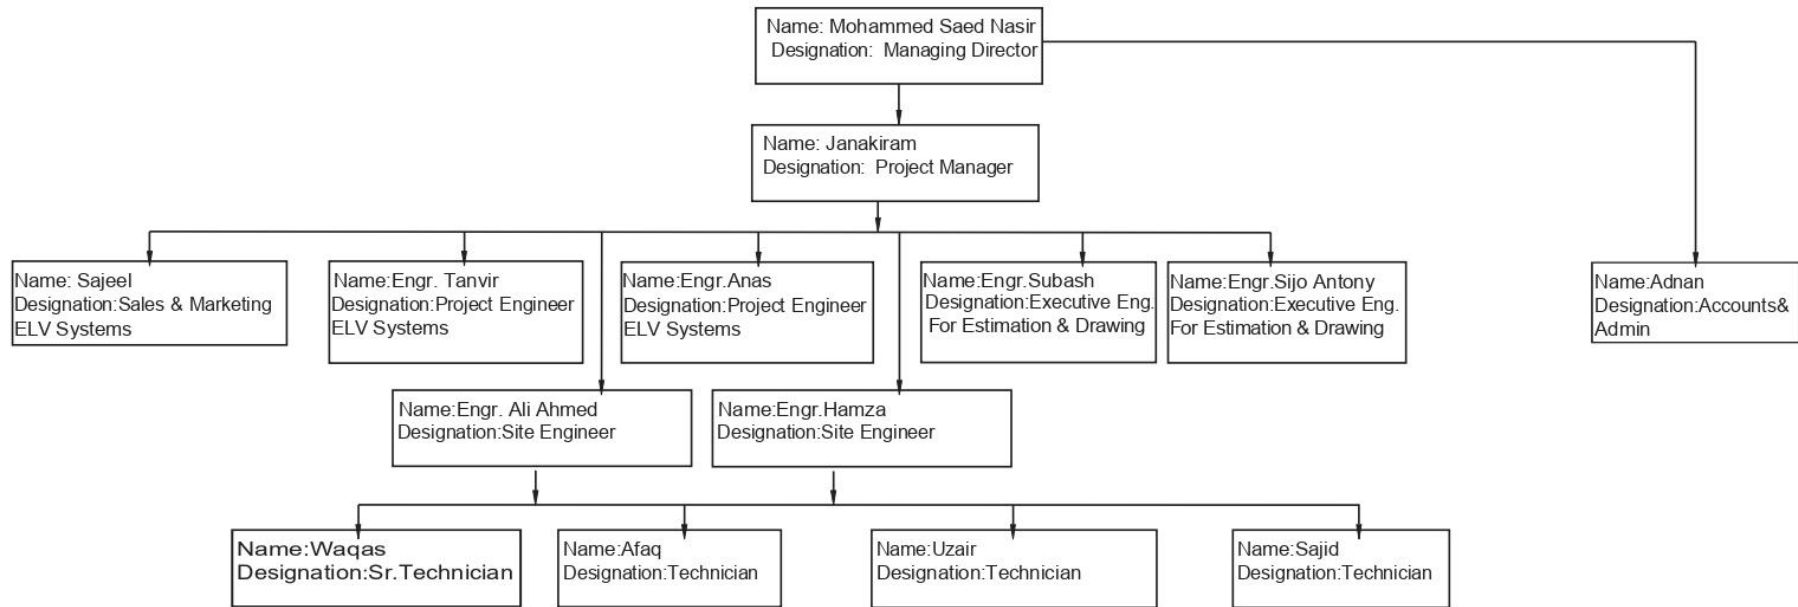 Name: Mohammed Saed Nasir
Designation: Managing Director
Name: Janakiram
Designation: Project Manager
Name: Sajeel
Designation:Sales & Marketing
ELV Systems
Name:Engr. Tanvir
Designation:Project Engineer
ELV Systems
Name:Engr.Anas
Designation:Project Engineer
ELV Systems
Name:Engr.Subash
Designation:Executive Eng.
For Estimation & Drawing
Name:Engr.Sijo Antony
Designation:Executive Eng.
For Estimation & Drawing
Name:Adnan
Designation:Accounts&
Admin
Name:Engr. Ali Ahmed
Designation:Site Engineer
Name:Engr.Hamza
Designation:Site Engineer
Name:Waqas
Designation:Sr.Technician
Name:Afaq
Designation:Technician
Name:Uzair
Designation:Technician
Name:Sajid
Designation:Technician